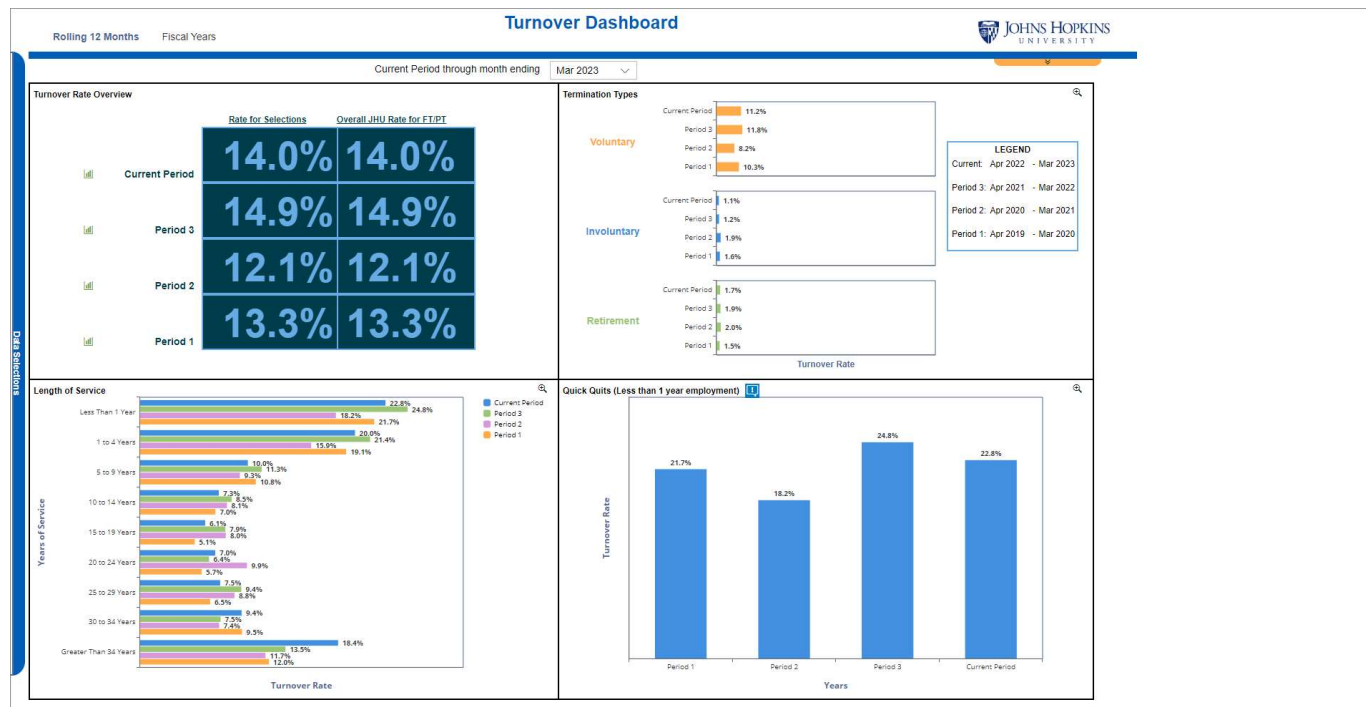 Turnover Dashboard
Rolling 12 Months Fiscal Years
JOHNS HOPKINS
UNIVERSITY
Current Period through month ending Mar 2023
Data Selections
Turnover Rate Overview
Rate for Selections Overall JHU Rate for FT/PT
Current Period 14.0% 14.0%
Period 3 14.9% 14.9%
Period 2 12.1% 12.1%
Period 1 13.3% 13.3%
Termination Types
Voluntary
Current Period 11.2%
Period 3 11.8%
Period 2 8.2%
Period 1 10.3%
Involuntary
Current Period 1.1%
Period 3 1.2%
Period 2 1.9%
Period 1 1.6%
Retirement
Current Period 1.7%
Period 3 1.9%
Period 2 2.0%
Period 1 1.5%
Turnover Rate
LEGEND
Current: Apr 2022 - Mar 2023
Period 3: Apr 2021 - Mar 2022
Period 2: Apr 2020 - Mar 2021
Period 1: Apr 2019 - Mar 2020
Length of Service
Current Period
Period 3
Period 2
Period 1
Years of Service
Less Than 1 Year
22.8%
24.8%
18.2%
21.7%
1 to 4 Years
20.0%
21.4%
15.9%
19.1%
5 to 9 Years
10.0%
11.3%
9.3%
10.8%
10 to 14 Years
7.3%
8.5%
8.1%
7.0%
15 to 19 Years
6.1%
7.9%
8.0%
5.1%
20 to 24 Years
7.0%
6.4%
9.9%
5.7%
25 to 29 Years
7.5%
9.4%
8.8%
6.5%
30 to 34 Years
9.4%
7.5%
7.4%
9.5%
Greater Than 34 Years
18.4%
13.5%
11.7%
12.0%
Turnover Rate
Quick Quits (Less than 1 year employment)
Turnover Rate
21.7% 18.2% 24.8% 22.8%
Period 1 Period 2 Period 3 Current Period
Years